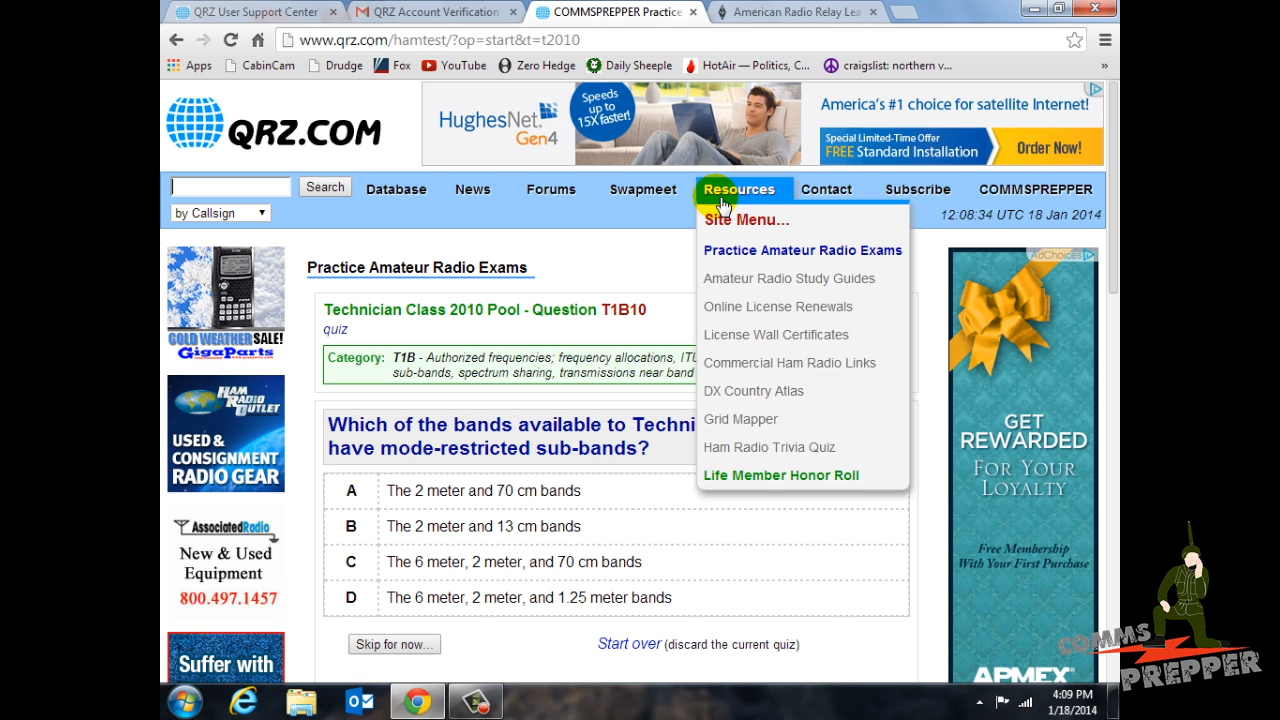 QRZ User Support Center
QRZ Account Verification
COMMSPREPPER Practice
American Radio Relay Lea
www.qrz.com/hamtest/?op=start&t=t2010
Apps
CabinCam
Drudge
Fox
YouTube
Zero Hedge
Daily Sheeple
HotAir — Politics, C...
craigslist: northern v...
»
QRZ.COM
HughesNet.
Gen4
Speeds
up to
15X faster!
America's #1 choice for satellite Internet!
Special Limited-Time Offer
FREE Standard Installation
Order Now!
Search
Database
News
Forums
Swapmeet
Resources
Contact
Subscribe
COMMSPREPPER
by Callsign
12:08:34 UTC 18 Jan 2014
Site Menu...
Practice Amateur Radio Exams
Amateur Radio Study Guides
Online License Renewals
License Wall Certificates
Commercial Ham Radio Links
DX Country Atlas
Grid Mapper
Ham Radio Trivia Quiz
Life Member Honor Roll
COLD WEATHER SALE!
GigaParts
HAM RADIO
OUTLET
USED &
CONSIGNMENT
RADIO GEAR
Associated Radio
New & Used
Equipment
800.497.1457
Suffer with
Practice Amateur Radio Exams
Technician Class 2010 Pool - Question T1B10
quiz
Category: T1B - Authorized frequencies; frequency allocations, ITU
sub-bands, spectrum sharing, transmissions near band
Which of the bands available to Techni
have mode-restricted sub-bands?
A The 2 meter and 70 cm bands
B The 2 meter and 13 cm bands
C The 6 meter, 2 meter, and 70 cm bands
D The 6 meter, 2 meter, and 1.25 meter bands
Skip for now...
Start over (discard the current quiz)
AdChoices
GET
REWARDED
FOR YOUR
LOYALTY
Free Membership
With Your First Purchase
APMEX
COMMS
PREPPER
4:09 PM
1/18/2014